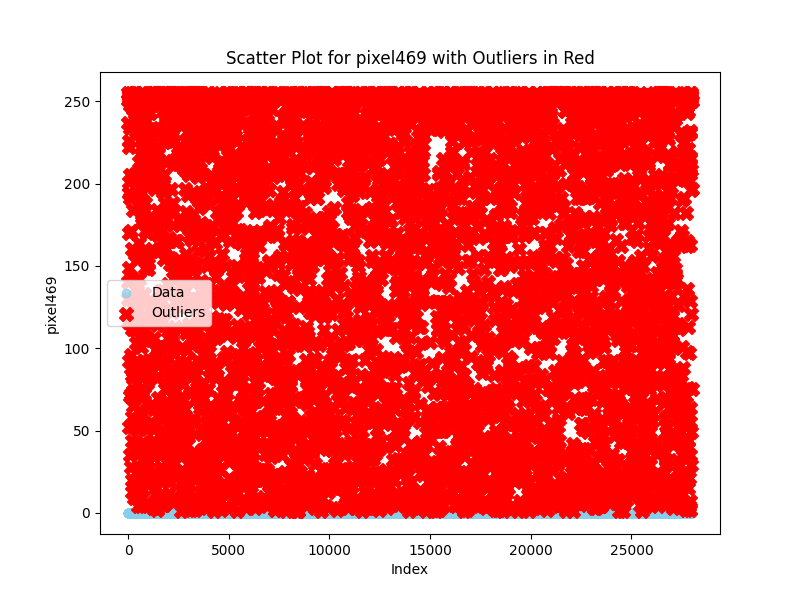 Scatter Plot for pixel469 with Outliers in Red
250
200
150
100
50
0
pixel469
Data
Outliers
0 5000 10000 15000 20000 25000
Index